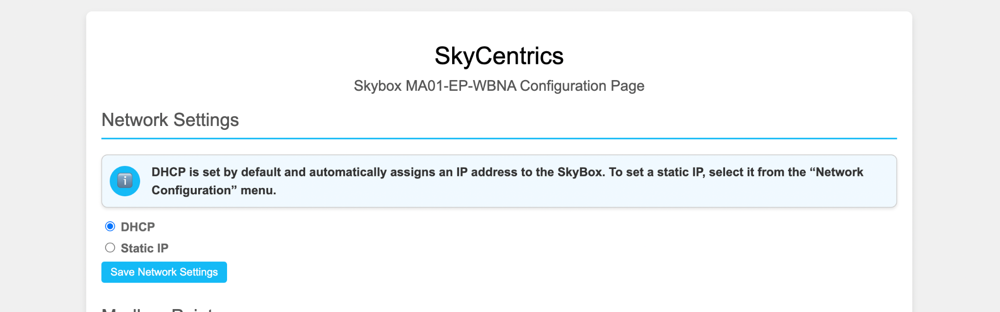 SkyCentrics
Skybox MA01-EP-WBNA Configuration Page
Network Settings
DHCP is set by default and automatically assigns an IP address to the SkyBox. To set a static IP, select it from the “Network
Configuration” menu.
DHCP
Static IP
Save Network Settings